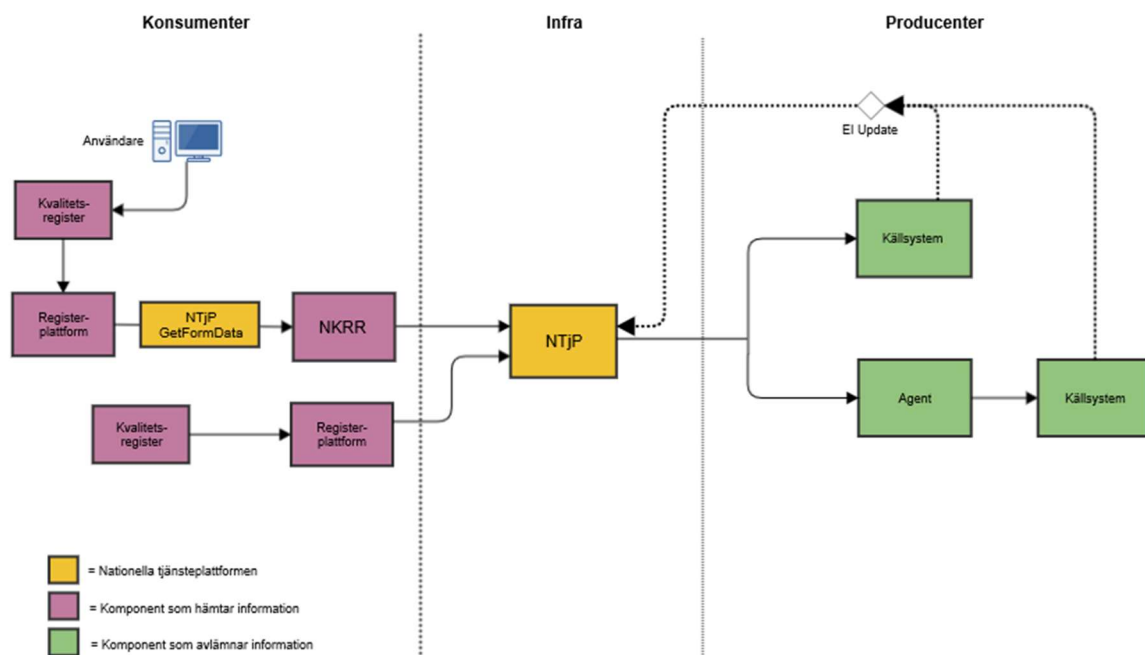 Konsumenter
Infra
Producenter
EI Update
Användare
Kvalitets-
register
Källsystem
Register-
plattform
NTjP
GetFormData
NKRR
NTjP
Agent
Källsystem
Kvalitets-
register
Register-
plattform
= Nationella tjänsteplattformen
= Komponent som hämtar information
= Komponent som avlämnar information